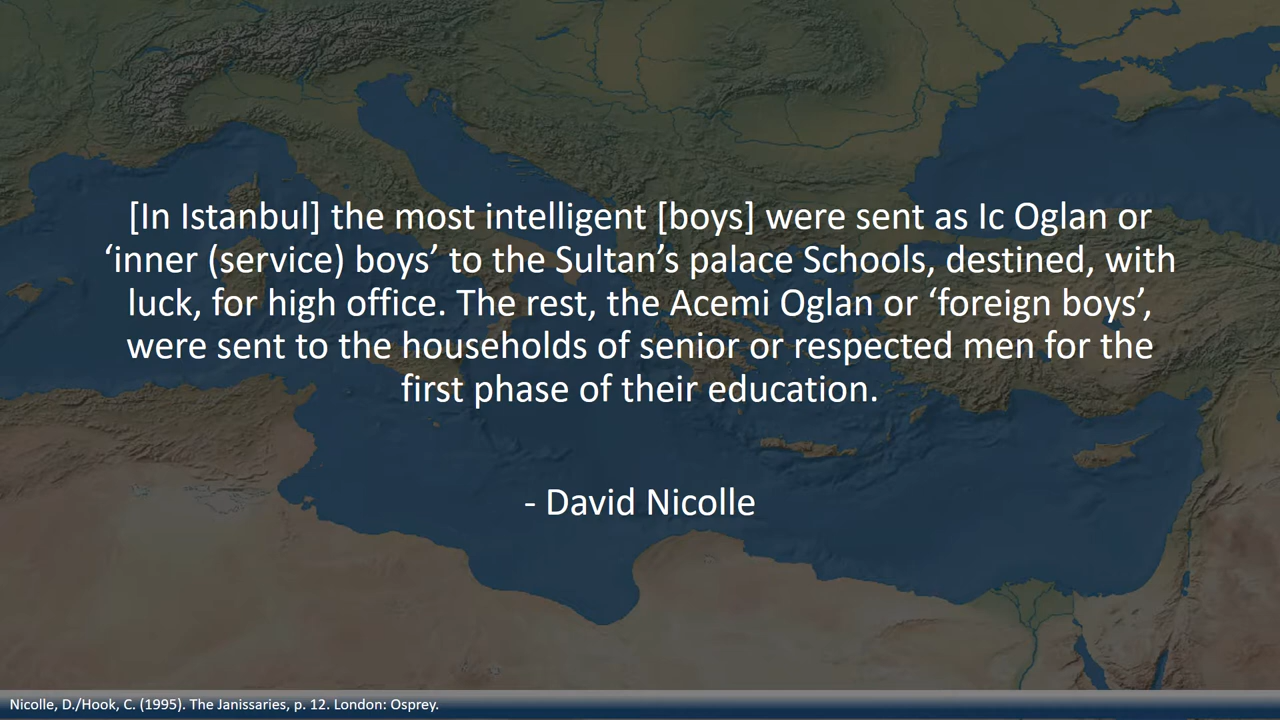 [In Istanbul] the most intelligent [boys] were sent as Ic Oglan or
‘inner (service) boys’ to the Sultan’s palace Schools, destined, with
luck, for high office. The rest, the Acemi Oglan or ‘foreign boys’,
were sent to the households of senior or respected men for the
first phase of their education.
- David Nicolle
Nicolle, D./Hook, C. (1995). The Janissaries, p. 12. London: Osprey.